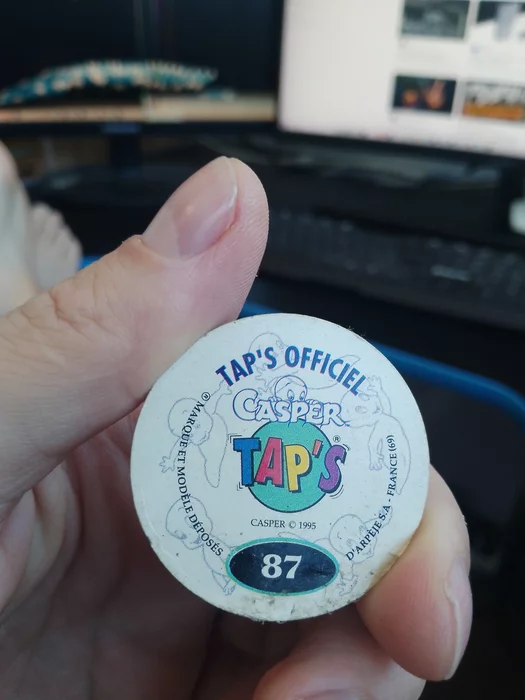 TAP'S OFFICIEL
CASPER
TAP'S®
® MARQUE ET MODÈLE DÉPOSÉS
D'ARPÈJE S.A - FRANCE (69)
CASPER © 1995
87